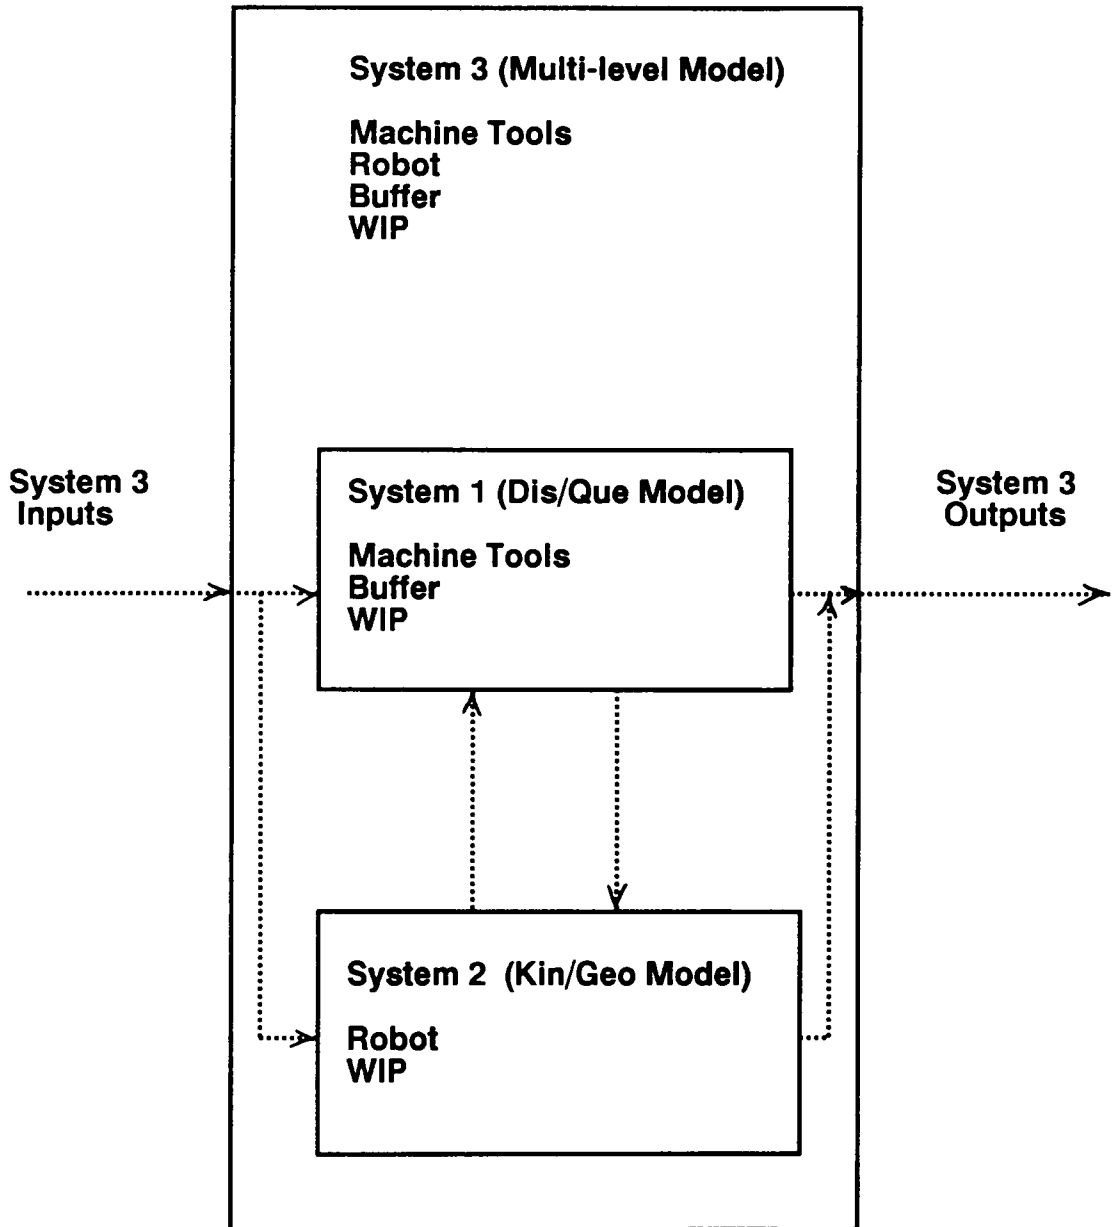 System 3 (Multi-level Model)
Machine Tools
Robot
Buffer
WIP
System 3
Inputs
System 1 (Dis/Que Model)
Machine Tools
Buffer
WIP
System 3
Outputs
System 2 (Kin/Geo Model)
Robot
WIP